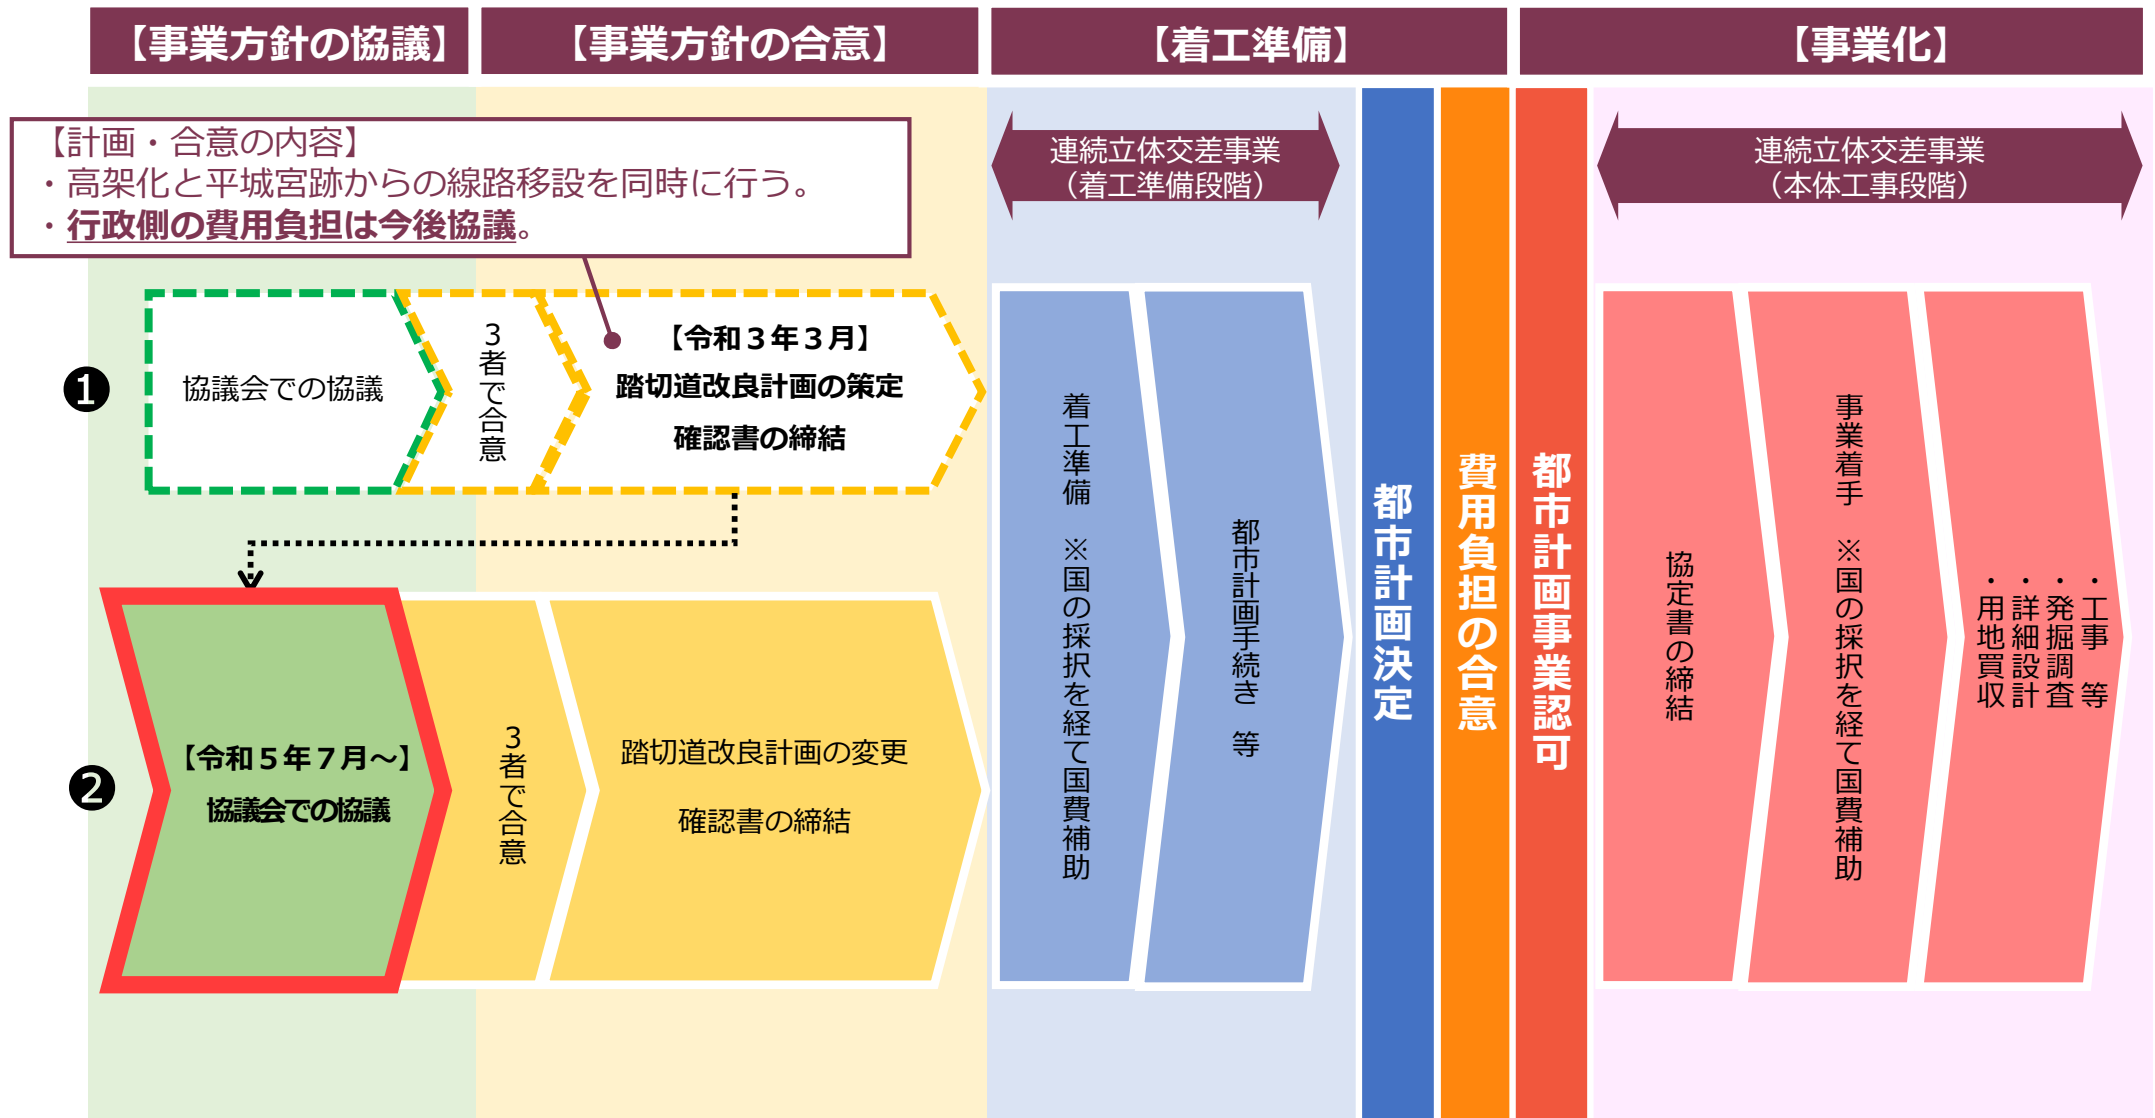 【事業方針の協議】
【事業方針の合意】
【着工準備】
【事業化】
【計画・合意の内容】
・高架化と平城宮跡からの線路移設を同時に行う。
・行政側の費用負担は今後協議。
連続立体交差事業
（着工準備段階）
連続立体交差事業
（本体工事段階）
❶
協議会での協議
3者で合意
【令和３年３月】
踏切道改良計画の策定
確認書の締結
❷
【令和５年７月～】
協議会での協議
3者で合意
踏切道改良計画の変更
確認書の締結
着工準備　※国の採択を経て国費補助
都市計画手続き　等
都市計画決定
費用負担の合意
都市計画事業認可
協定書の締結
事業着手　※国の採択を経て国費補助
・工事　等
・発掘調査
・詳細設計
・用地買収